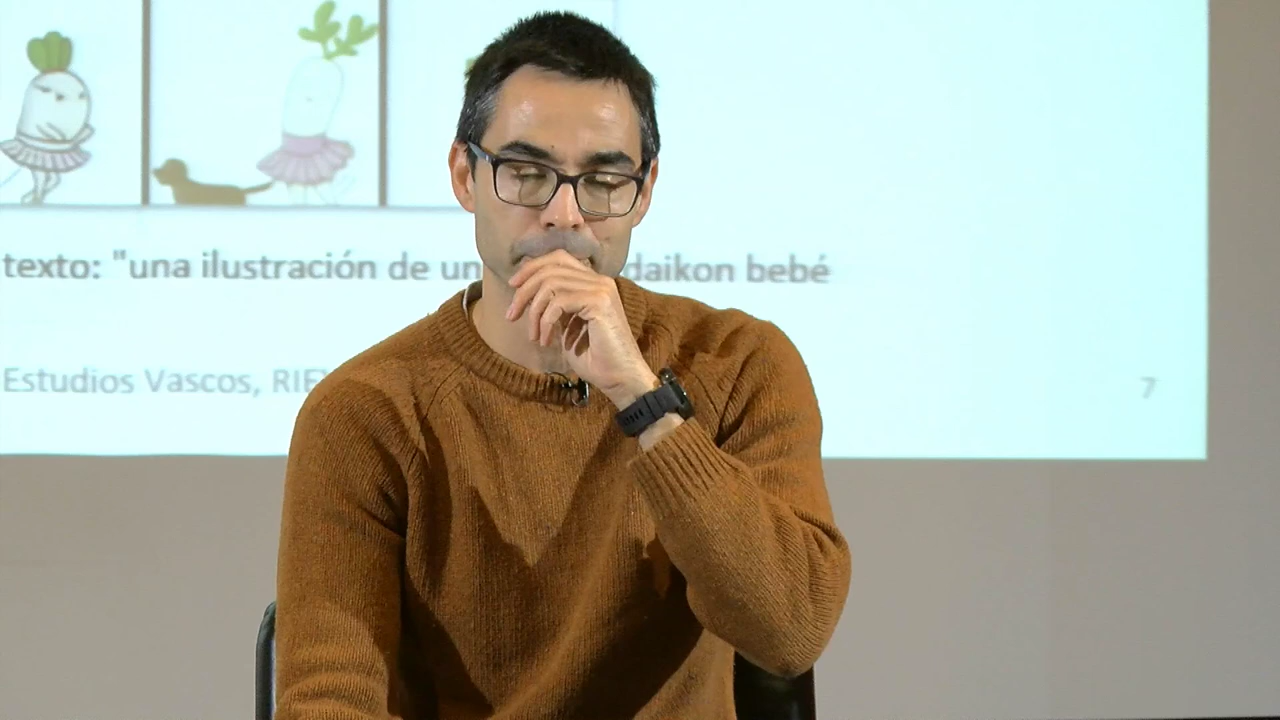 texto: "una ilustración de un daikon bebé
Estudios Vascos, RIE
7